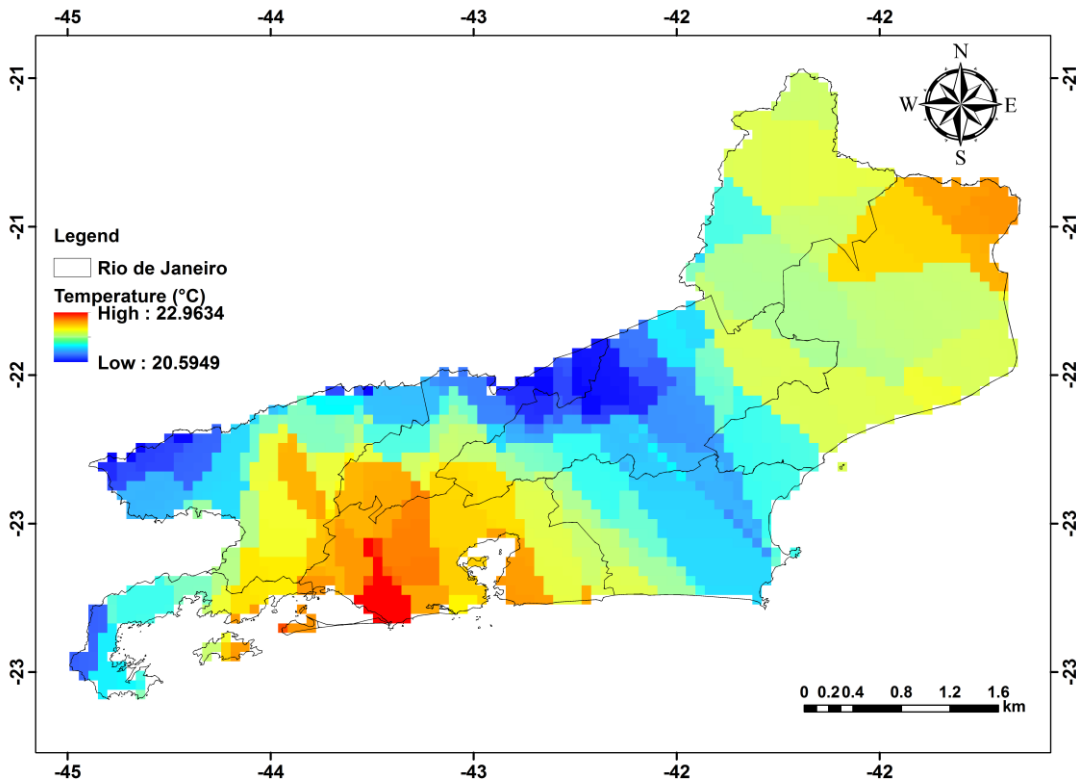 -45 -44 -43 -42 -42
N
W E
S
-21 -21
-21 -21
Legend
Rio de Janeiro
Temperature (°C)
High : 22.9634
Low : 20.5949
-22 -22
-23 -23
-23 -23
0 0.20.4 0.8 1.2 1.6
km
-45 -44 -43 -42 -42